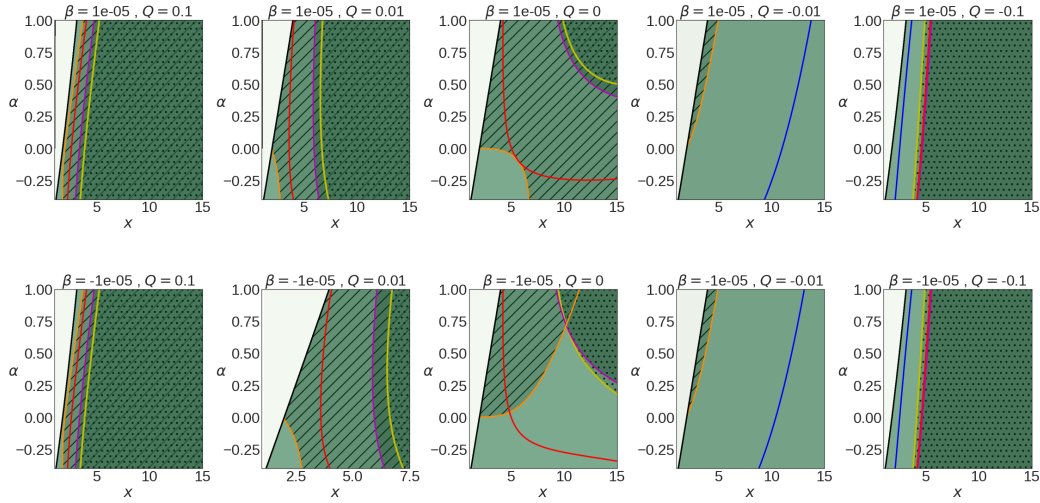 β = 1e-05 , Q = 0.1
β = 1e-05 , Q = 0.01
β = 1e-05 , Q = 0
β = 1e-05 , Q = -0.01
β = 1e-05 , Q = -0.1
1.00 0.75 0.50 0.25 0.00 −0.25
α
5 10 15
x
1.00 0.75 0.50 0.25 0.00 −0.25
α
5 10 15
x
1.00 0.75 0.50 0.25 0.00 −0.25
α
5 10 15
x
1.00 0.75 0.50 0.25 0.00 −0.25
α
5 10 15
x
1.00 0.75 0.50 0.25 0.00 −0.25
α
5 10 15
x
β = -1e-05 , Q = 0.1
β = -1e-05 , Q = 0.01
β = -1e-05 , Q = 0
β = -1e-05 , Q = -0.01
β = -1e-05 , Q = -0.1
1.00 0.75 0.50 0.25 0.00 −0.25
α
5 10 15
x
1.00 0.75 0.50 0.25 0.00 −0.25
α
2.5 5.0 7.5
x
1.00 0.75 0.50 0.25 0.00 −0.25
α
5 10 15
x
1.00 0.75 0.50 0.25 0.00 −0.25
α
5 10 15
x
1.00 0.75 0.50 0.25 0.00 −0.25
α
5 10 15
x